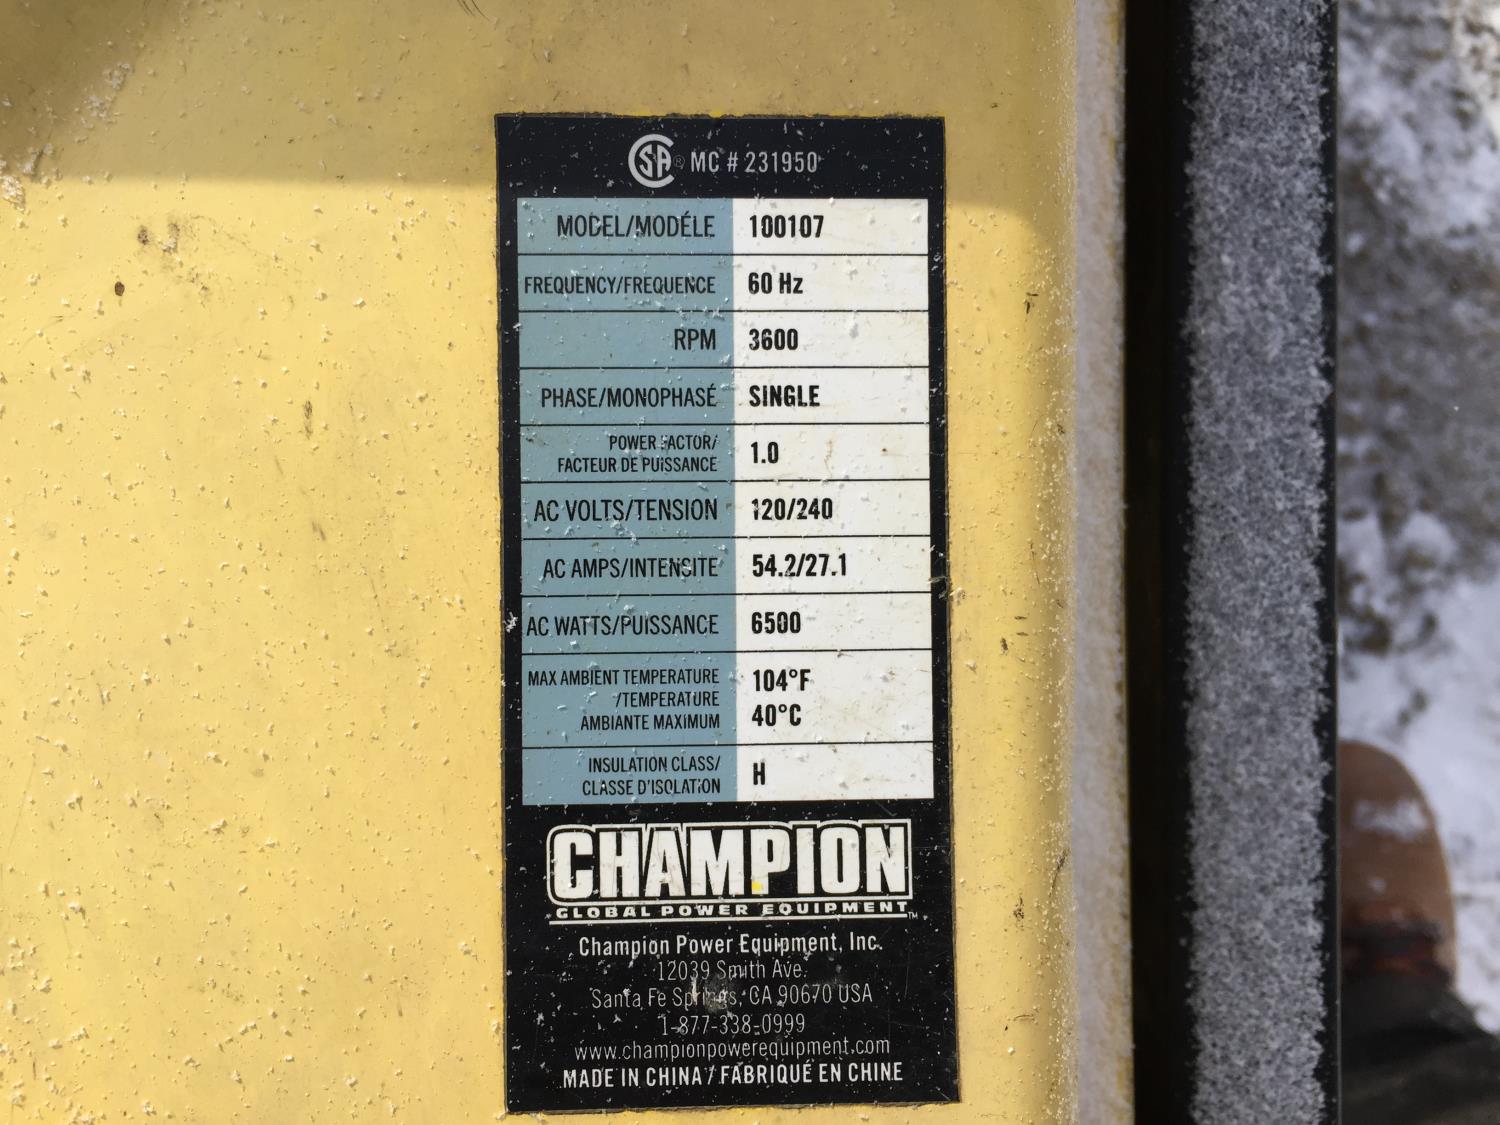 CSA® MC # 231950
MODEL/MODÉLE 100107
FREQUENCY/FREQUENCE 60 Hz
RPM 3600
PHASE/MONOPHASÉ SINGLE
POWER FACTOR/
FACTEUR DE PUISSANCE 1.0
AC VOLTS/TENSION 120/240
AC AMPS/INTENSITE 54.2/27.1
AC WATTS/PUISSANCE 6500
MAX AMBIENT TEMPERATURE 104°F
/TEMPERATURE
AMBIANTE MAXIMUM 40°C
INSULATION CLASS/
CLASSE D'ISOLATION H
CHAMPION
GLOBAL POWER EQUIPMENT™
Champion Power Equipment, Inc.
12039 Smith Ave.
Santa Fe Springs, CA 90670 USA
1-877-338-0999
www.championpowerequipment.com
MADE IN CHINA / FABRIQUÉ EN CHINE